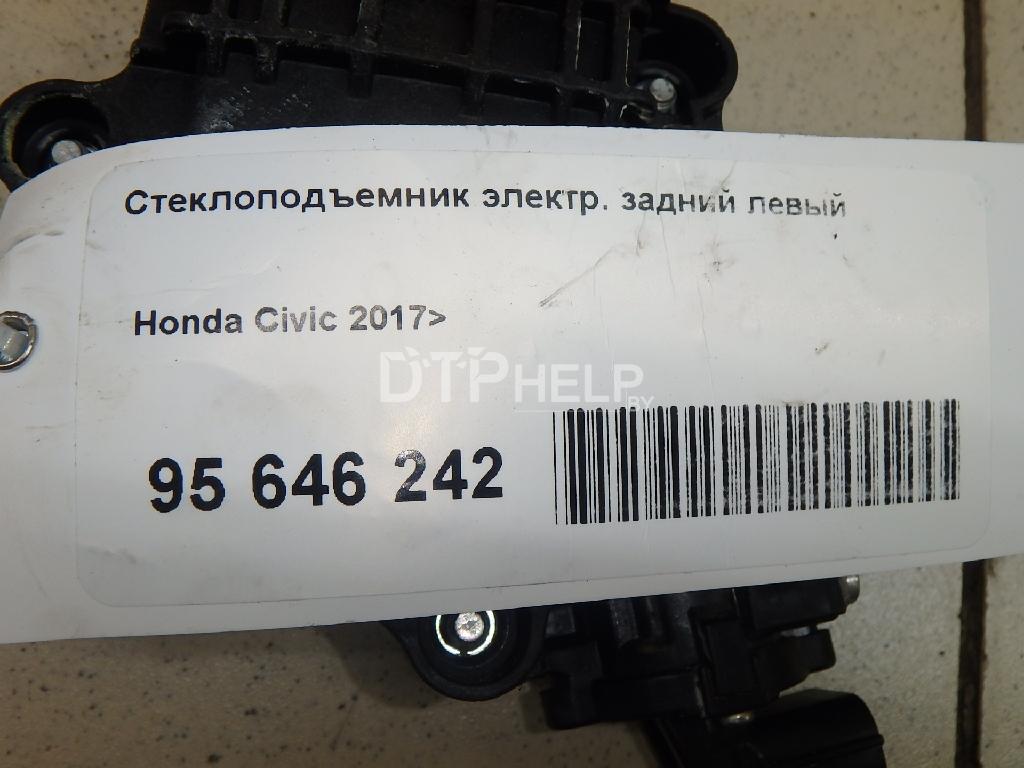 Стеклоподъемник электр. задний левый
Honda Civic 2017>
DTPHELP
BY
95 646 242